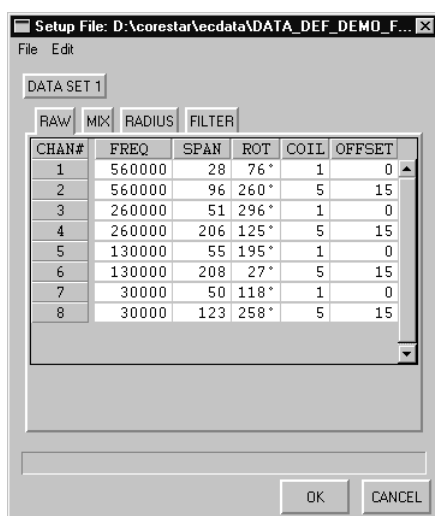 Setup File: D:\corestar\ecdata\DATA_DEF_DEMO_F...
File Edit
DATA SET 1
RAW MIX RADIUS FILTER
CHAN# FREQ SPAN ROT COIL OFFSET
1 560000 28 76° 1 0
2 560000 96 260° 5 15
3 260000 51 296° 1 0
4 260000 206 125° 5 15
5 130000 55 195° 1 0
6 130000 208 27° 5 15
7 30000 50 118° 1 0
8 30000 123 258° 5 15
OK CANCEL